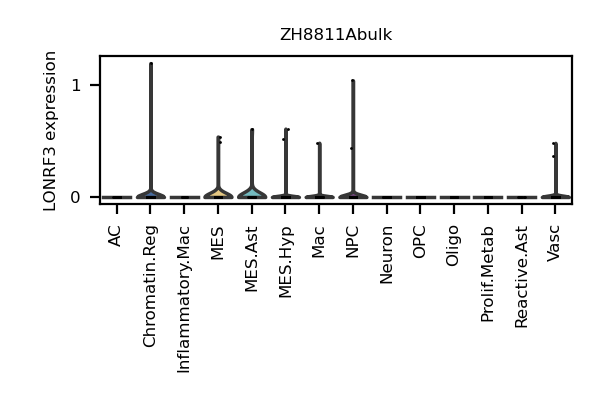 ZH8811Abulk
LONRF3 expression
1
0
AC
Chromatin.Reg
Inflammatory.Mac
MES
MES.Ast
MES.Hyp
Mac
NPC
Neuron
OPC
Oligo
Prolif.Metab
Reactive.Ast
Vasc